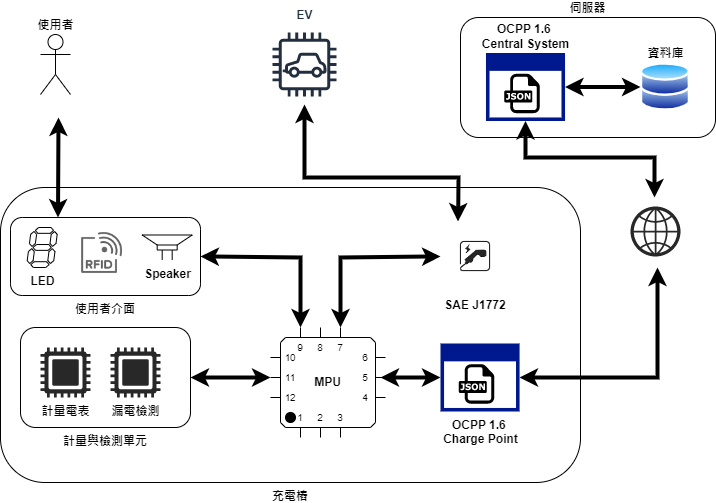 伺服器
使用者
EV
OCPP 1.6
Central System
資料庫
JSON
LED
RFID
Speaker
使用者介面
SAE J1772
9
8
7
10
6
11
MPU
5
12
4
1
2
3
計量電表
漏電檢測
計量與檢測單元
JSON
OCPP 1.6
Charge Point
充電樁